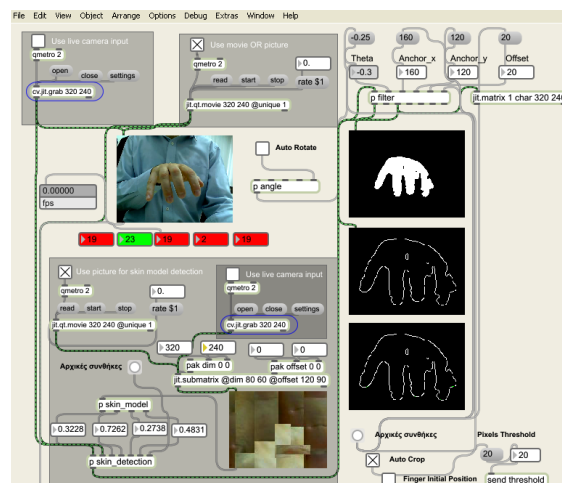 File Edit View Object Arrange Options Debug Extras Window Help
Use live camera input
qmetro 2
open close settings
cv.jit.grab 320 240
Use movie OR picture
qmetro 2
0.
read start stop rate $1
jit.qt.movie 320 240 @unique 1
-0.25 160 120 20
Theta Anchor_x Anchor_y Offset
-0.3 160 120 20
p filter
jit.matrix 1 char 320 240
Auto Rotate
p angle
0.00000
fps
19 23 19 2 19
Use picture for skin model detection
qmetro 2
0.
read start stop rate $1
jit.qt.movie 320 240 @unique 1
Use live camera input
qmetro 2
open close settings
cv.jit.grab 320 240
320 240 0 0
pak dim 0 0 pak offset 0 0
jit.submatrix @dim 80 60 @offset 120 90
Αρχικές συνθήκες
p skin_model
0.3228 0.7262 0.2738 0.4831
p skin_detection
Αρχικές συνθήκες
Pixels Threshold
Auto Crop
20 20
Finger Initial Position
send threshold